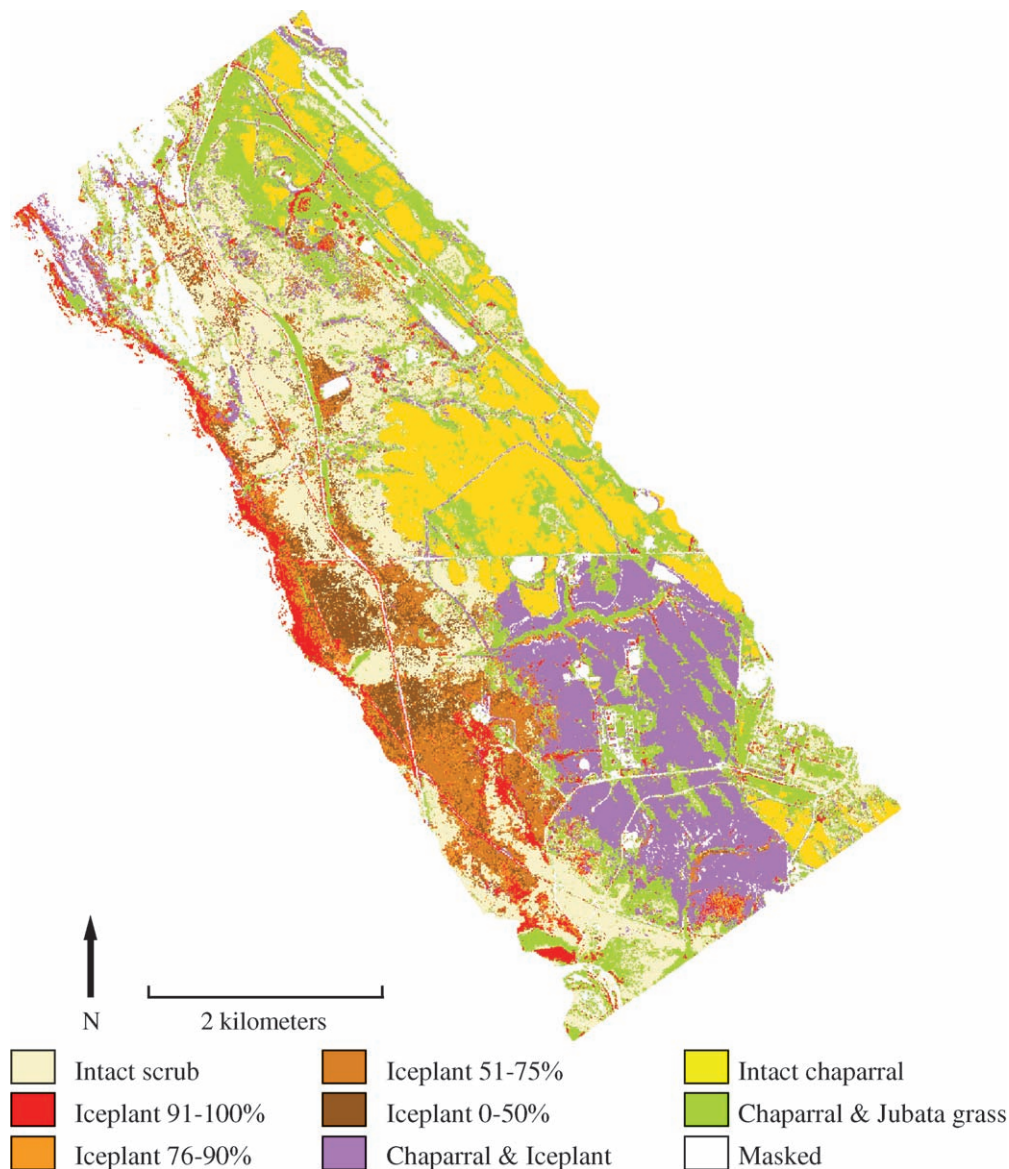 N
2 kilometers
Intact scrub
Iceplant 91-100%
Iceplant 76-90%
Iceplant 51-75%
Iceplant 0-50%
Chaparral & Iceplant
Intact chaparral
Chaparral & Jubata grass
Masked